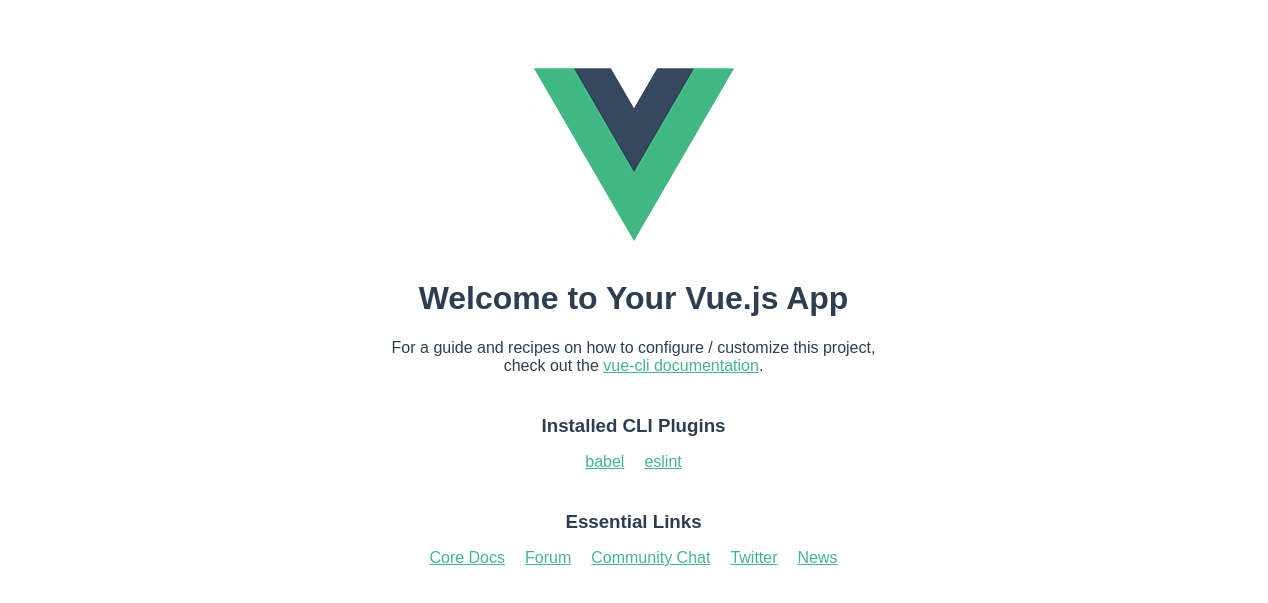 Welcome to Your Vue.js App
For a guide and recipes on how to configure / customize this project,
check out the vue-cli documentation.
Installed CLI Plugins
babel eslint
Essential Links
Core Docs Forum Community Chat Twitter News